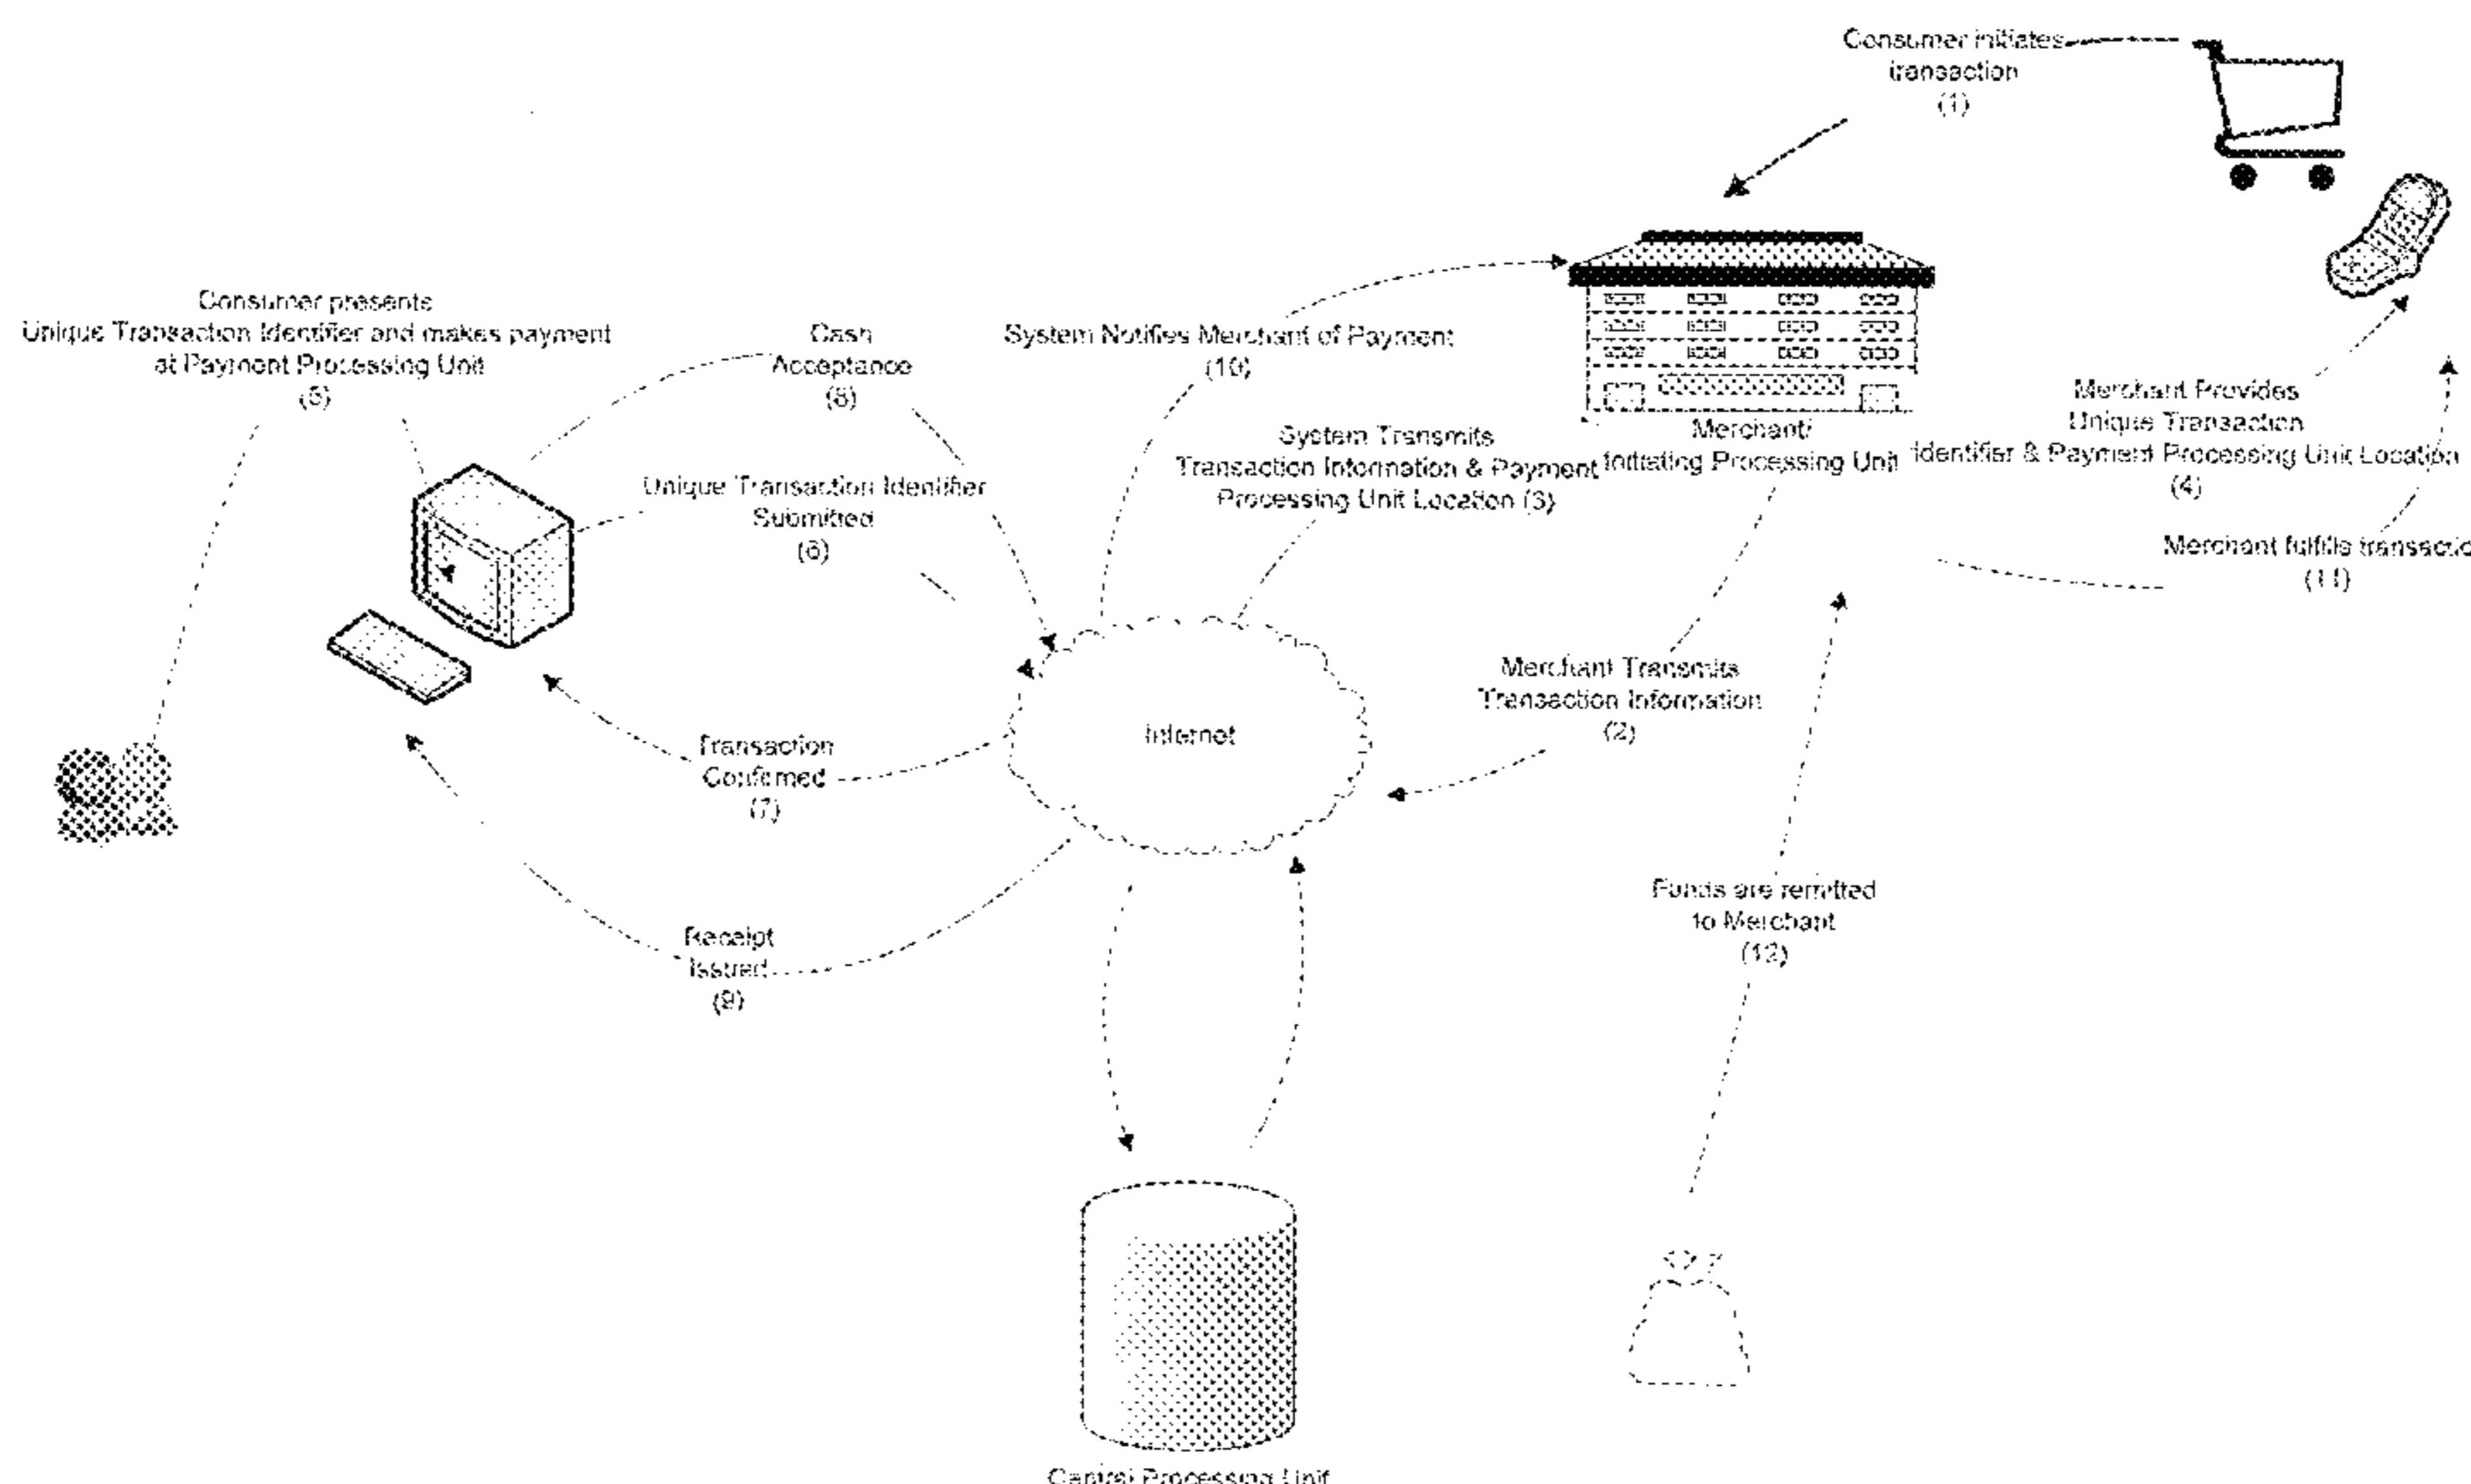 Consumer initiates
transaction
(1)
Consumer presents
Unique Transaction Identifier and makes payment
at Payment Processing Unit
(5)
Cash
Acceptance
(8)
System Notifies Merchant of Payment
(10)
Unique Transaction Identifier
Submitted
(6)
System Transmits
Transaction Information & Payment
Processing Unit Location (3)
Merchant/
Initiating Processing Unit
Merchant Provides
Unique Transaction
Identifier & Payment Processing Unit Location
(4)
Merchant fulfills transactio
(11)
Merchant Transmits
Transaction Information
(2)
Internet
Transaction
Confirmed
(7)
Funds are remitted
to Merchant
(12)
Receipt
Issued
(9)
Central Processing Unit